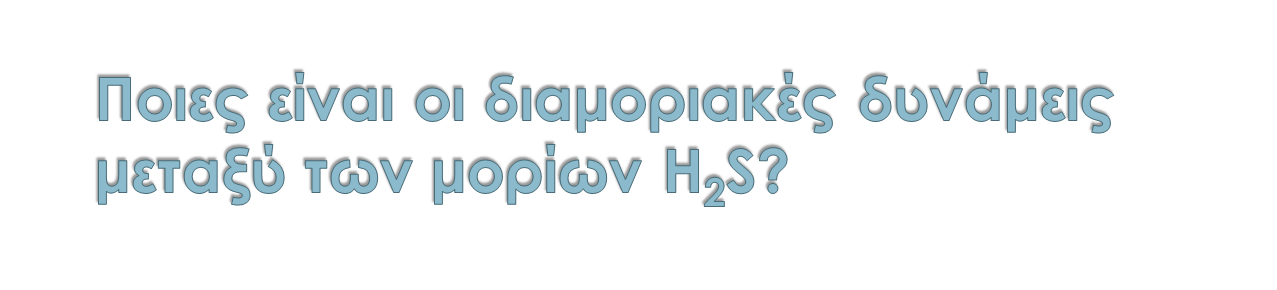 Ποιες είναι οι διαμοριακές δυνάμεις
μεταξύ των μορίων H₂S?